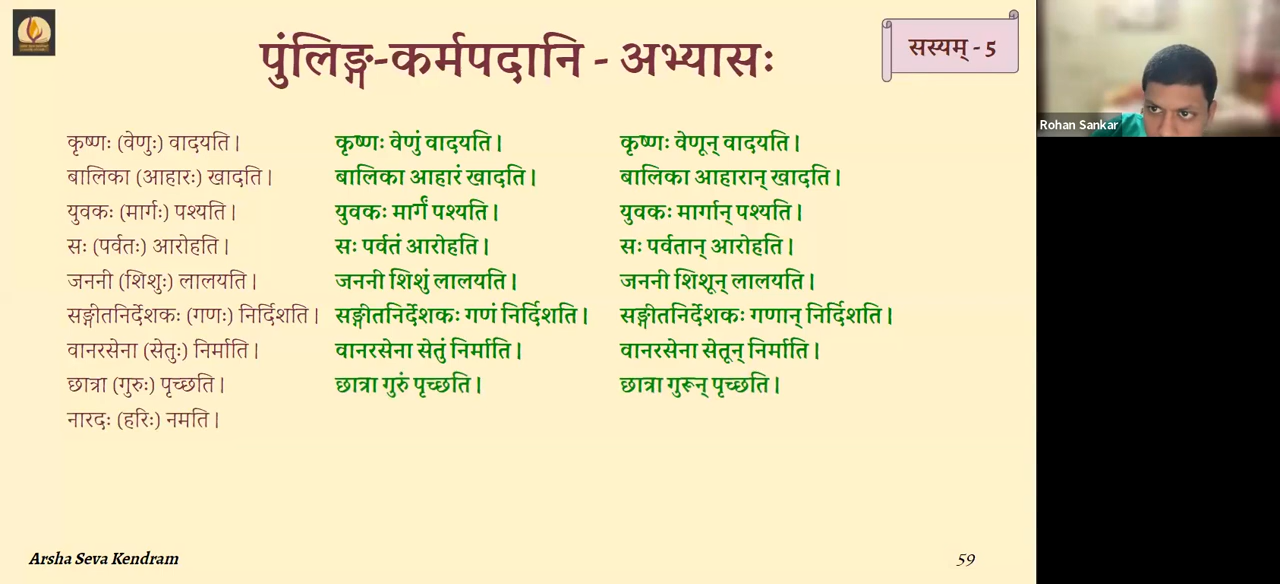 पुंलिङ्ग-कर्मपदानि - अभ्यासः
सस्यम् - 5
Rohan Sankar
कृष्णः (वेणुः) वादयति । कृष्णः वेणुं वादयति । कृष्णः वेणून् वादयति ।
बालिका (आहारः) खादति । बालिका आहारं खादति । बालिका आहारान् खादति ।
युवकः (मार्गः) पश्यति । युवकः मार्गं पश्यति । युवकः मार्गान् पश्यति ।
सः (पर्वतः) आरोहति । सः पर्वतं आरोहति । सः पर्वतान् आरोहति ।
जननी (शिशुः) लालयति । जननी शिशुं लालयति । जननी शिशून् लालयति ।
सङ्गीतनिर्देशकः (गणः) निर्दिशति । सङ्गीतनिर्देशकः गणं निर्दिशति । सङ्गीतनिर्देशकः गणान् निर्दिशति ।
वानरसेना (सेतुः) निर्माति । वानरसेना सेतुं निर्माति । वानरसेना सेतून् निर्माति ।
छात्रा (गुरुः) पृच्छति । छात्रा गुरुं पृच्छति । छात्रा गुरून् पृच्छति ।
नारदः (हरिः) नमति ।
Arsha Seva Kendram
59